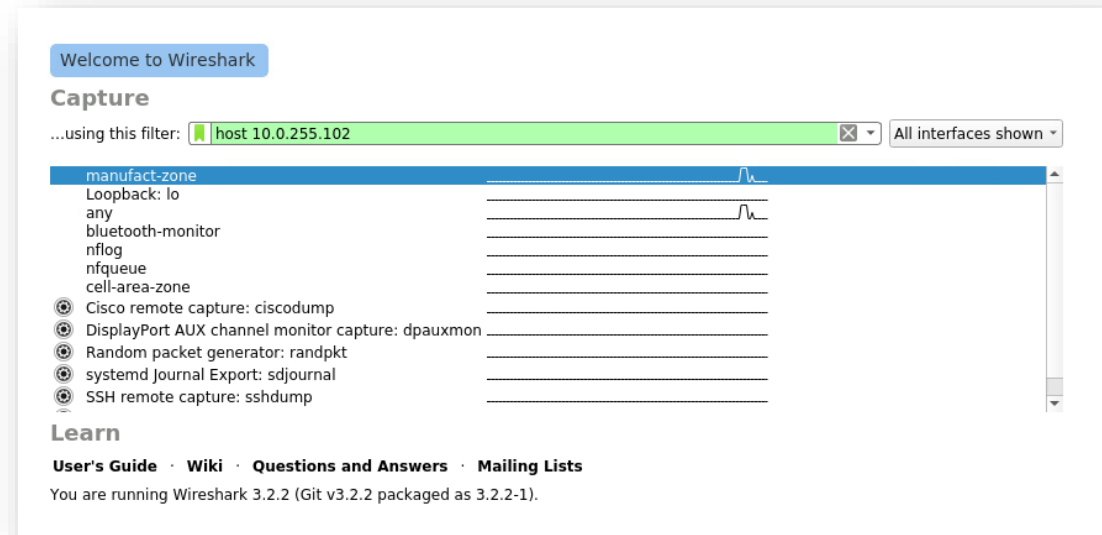 Welcome to Wireshark
Capture
...using this filter: host 10.0.255.102 All interfaces shown
manufact-zone
Loopback: lo
any
bluetooth-monitor
nflog
nfqueue
cell-area-zone
Cisco remote capture: ciscodump
DisplayPort AUX channel monitor capture: dpauxmon
Random packet generator: randpkt
systemd Journal Export: sdjournal
SSH remote capture: sshdump
Learn
User's Guide · Wiki · Questions and Answers · Mailing Lists
You are running Wireshark 3.2.2 (Git v3.2.2 packaged as 3.2.2-1).